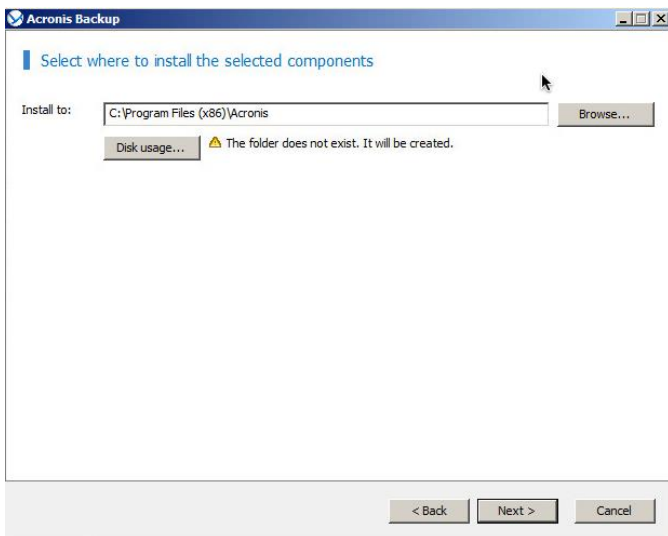 Acronis Backup
Select where to install the selected components
Install to:
C:\Program Files (x86)\Acronis
Browse...
Disk usage...
The folder does not exist. It will be created.
< Back
Next >
Cancel